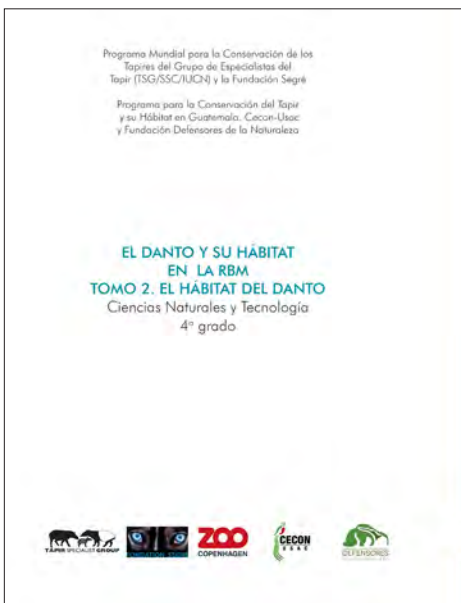 Programa Mundial para la Conservación de los
Tapires del Grupo de Especialistas del
Tapir (TSG/SSC/IUCN) y la Fundación Segré
Programa para la Conservación del Tapir
y su Hábitat en Guatemala. Cecon-Usac
y Fundación Defensores de la Naturaleza
EL DANTO Y SU HÁBITAT
EN LA RBM
TOMO 2. EL HÁBITAT DEL DANTO
Ciencias Naturales y Tecnología
4º grado
TAPIR SPECIALIST GROUP
FONDATION SEGRÉ
ZOO
COPENHAGEN
CECON
USAC
DEFENSORES